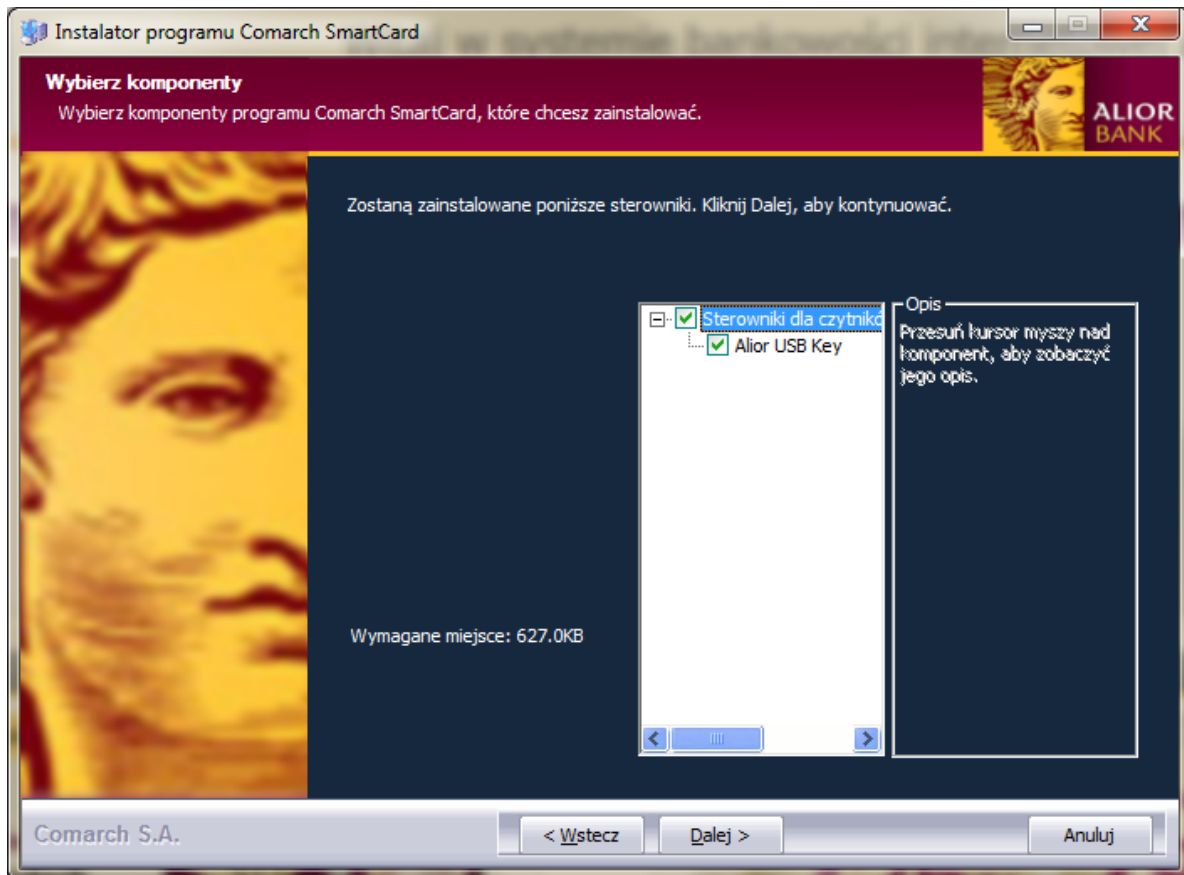 Instalator programu Comarch SmartCard
Wybierz komponenty
Wybierz komponenty programu Comarch SmartCard, które chcesz zainstalować.
ALIOR
BANK
Zostaną zainstalowane poniższe sterowniki. Kliknij Dalej, aby kontynuować.
Sterowniki dla czytnikó
Alior USB Key
Opis
Przesuń kursor myszy nad
komponent, aby zobaczyć
jego opis.
Wymagane miejsce: 627.0KB
Comarch S.A.
< Wstecz
Dalej >
Anuluj